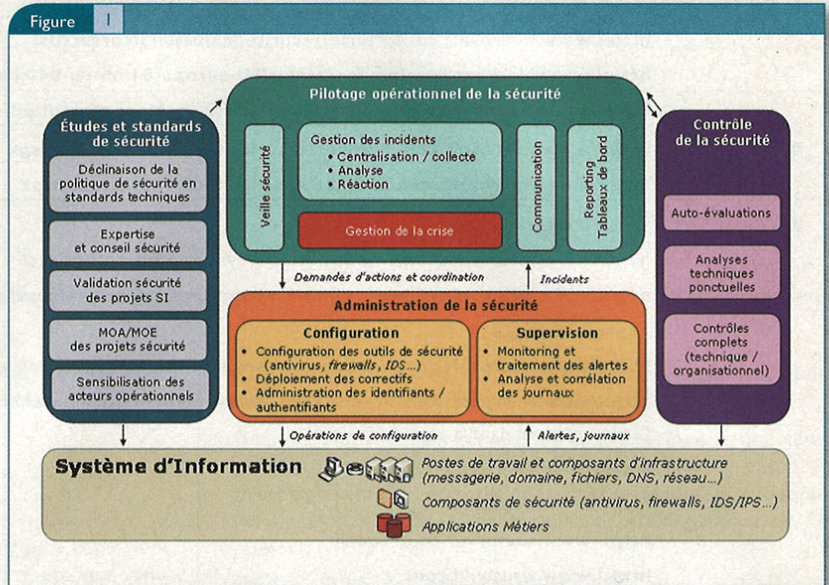 Figure 1
Pilotage opérationnel de la sécurité
Veille sécurité
Gestion des incidents
• Centralisation / collecte
• Analyse
• Réaction
Gestion de la crise
Communication
Reporting
Tableaux de bord
Études et standards
de sécurité
Déclinaison de la
politique de sécurité en
standards techniques
Expertise
et conseil sécurité
Validation sécurité
des projets SI
MOA/MOE
des projets sécurité
Sensibilisation des
acteurs opérationnels
Contrôle
de la sécurité
Auto-évaluations
Analyses
techniques
ponctuelles
Contrôles
complets
(technique /
organisationnel)
Demandes d'actions et coordination
Incidents
Administration de la sécurité
Configuration
• Configuration des outils de sécurité
(antivirus, firewalls, IDS...)
• Déploiement des correctifs
• Administration des identifiants /
authentifiants
Supervision
• Monitoring et
traitement des alertes
• Analyse et corrélation
des journaux
Opérations de configuration
Alertes, journaux
Système d'Information
Postes de travail et composants d'infrastructure
(messagerie, domaine, fichiers, DNS, réseau...)
Composants de sécurité (antivirus, firewalls, IDS/IPS...)
Applications Métiers